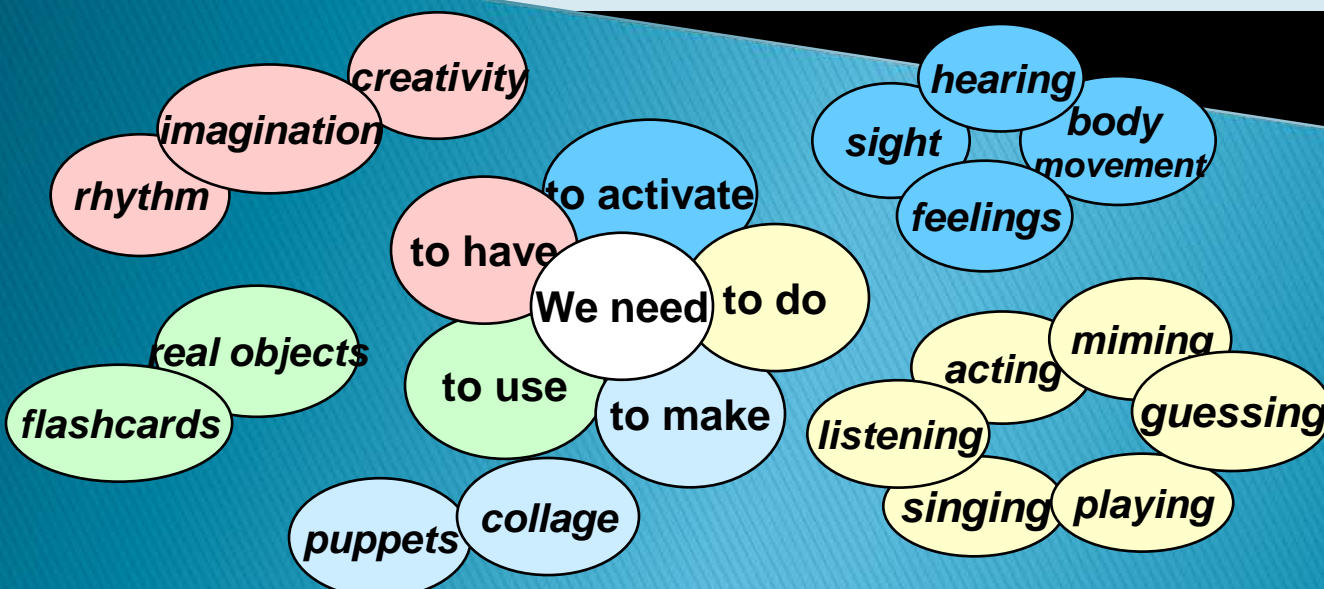 creativity
imagination
rhythm
hearing
sight
body
movement
feelings
to activate
to have
We need
to do
to use
to make
real objects
flashcards
puppets
collage
acting
miming
guessing
listening
singing
playing